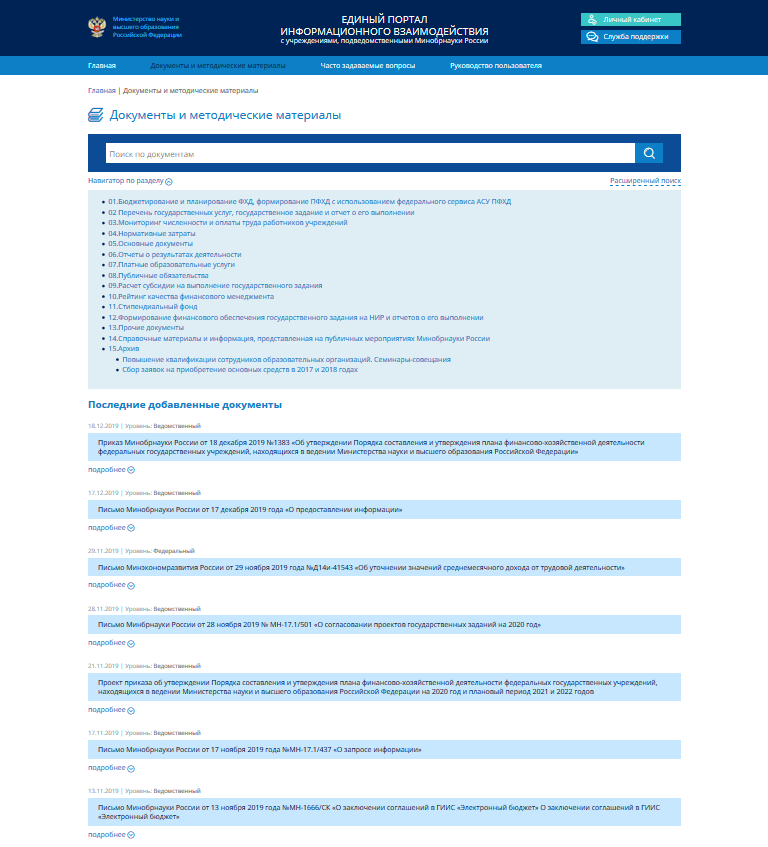 Министерство науки и
высшего образования
Российской Федерации
ЕДИНЫЙ ПОРТАЛ
ИНФОРМАЦИОННОГО ВЗАИМОДЕЙСТВИЯ
с учреждениями, подведомственными Минобрнауки России
Личный кабинет
Служба поддержки
Главная
Документы и методические материалы
Часто задаваемые вопросы
Руководство пользователя
Главная | Документы и методические материалы
Документы и методические материалы
Поиск по документам
Навигатор по разделу
Расширенный поиск
01.Бюджетирование и планирование ФХД, формирование ПФХД с использованием федерального сервиса АСУ ПФХД
02 Перечень государственных услуг, государственное задание и отчет о его выполнении
03.Мониторинг численности и оплаты труда работников учреждений
04.Нормативные затраты
05.Основные документы
06.Отчеты о результатах деятельности
07.Платные образовательные услуги
08.Публичные обязательства
09.Расчет субсидии на выполнение государственного задания
10.Рейтинг качества финансового менеджмента
11.Стипендиальный фонд
12.Формирование финансового обеспечения государственного задания на НИР и отчетов о его выполнении
13.Прочие документы
14.Справочные материалы и информация, представленная на публичных мероприятиях Минобрнауки России
15.Архив
Повышение квалификации сотрудников образовательных организаций. Семинары-совещания
Сбор заявок на приобретение основных средств в 2017 и 2018 годах
Последние добавленные документы
18.12.2019 | Уровень: Ведомственный
Приказ Минобрнауки России от 18 декабря 2019 №1383 «Об утверждении Порядка составления и утверждения плана финансово-хозяйственной деятельности
федеральных государственных учреждений, находящихся в ведении Министерства науки и высшего образования Российской Федерации»
подробнее
17.12.2019 | Уровень: Ведомственный
Письмо Минобрнауки России от 17 декабря 2019 года «О предоставлении информации»
подробнее
29.11.2019 | Уровень: Федеральный
Письмо Минэкономразвития России от 29 ноября 2019 года №Д14и-41543 «Об уточнении значений среднемесячного дохода от трудовой деятельности»
подробнее
28.11.2019 | Уровень: Ведомственный
Письмо Минбрнауки России от 28 ноября 2019 № МН-17.1/501 «О согласовании проектов государственных заданий на 2020 год»
подробнее
21.11.2019 | Уровень: Ведомственный
Проект приказа об утверждении Порядка составления и утверждения плана финансово-хозяйственной деятельности федеральных государственных учреждений,
находящихся в ведении Министерства науки и высшего образования Российской Федерации на 2020 год и плановый период 2021 и 2022 годов
подробнее
17.11.2019 | Уровень: Ведомственный
Письмо Минобрнауки России от 17 ноября 2019 года №МН-17.1/437 «О запросе информации»
подробнее
13.11.2019 | Уровень: Ведомственный
Письмо Минобрнауки России от 13 ноября 2019 года №МН-1666/СК «О заключении соглашений в ГИИС «Электронный бюджет» О заключении соглашений в ГИИС
«Электронный бюджет»
подробнее